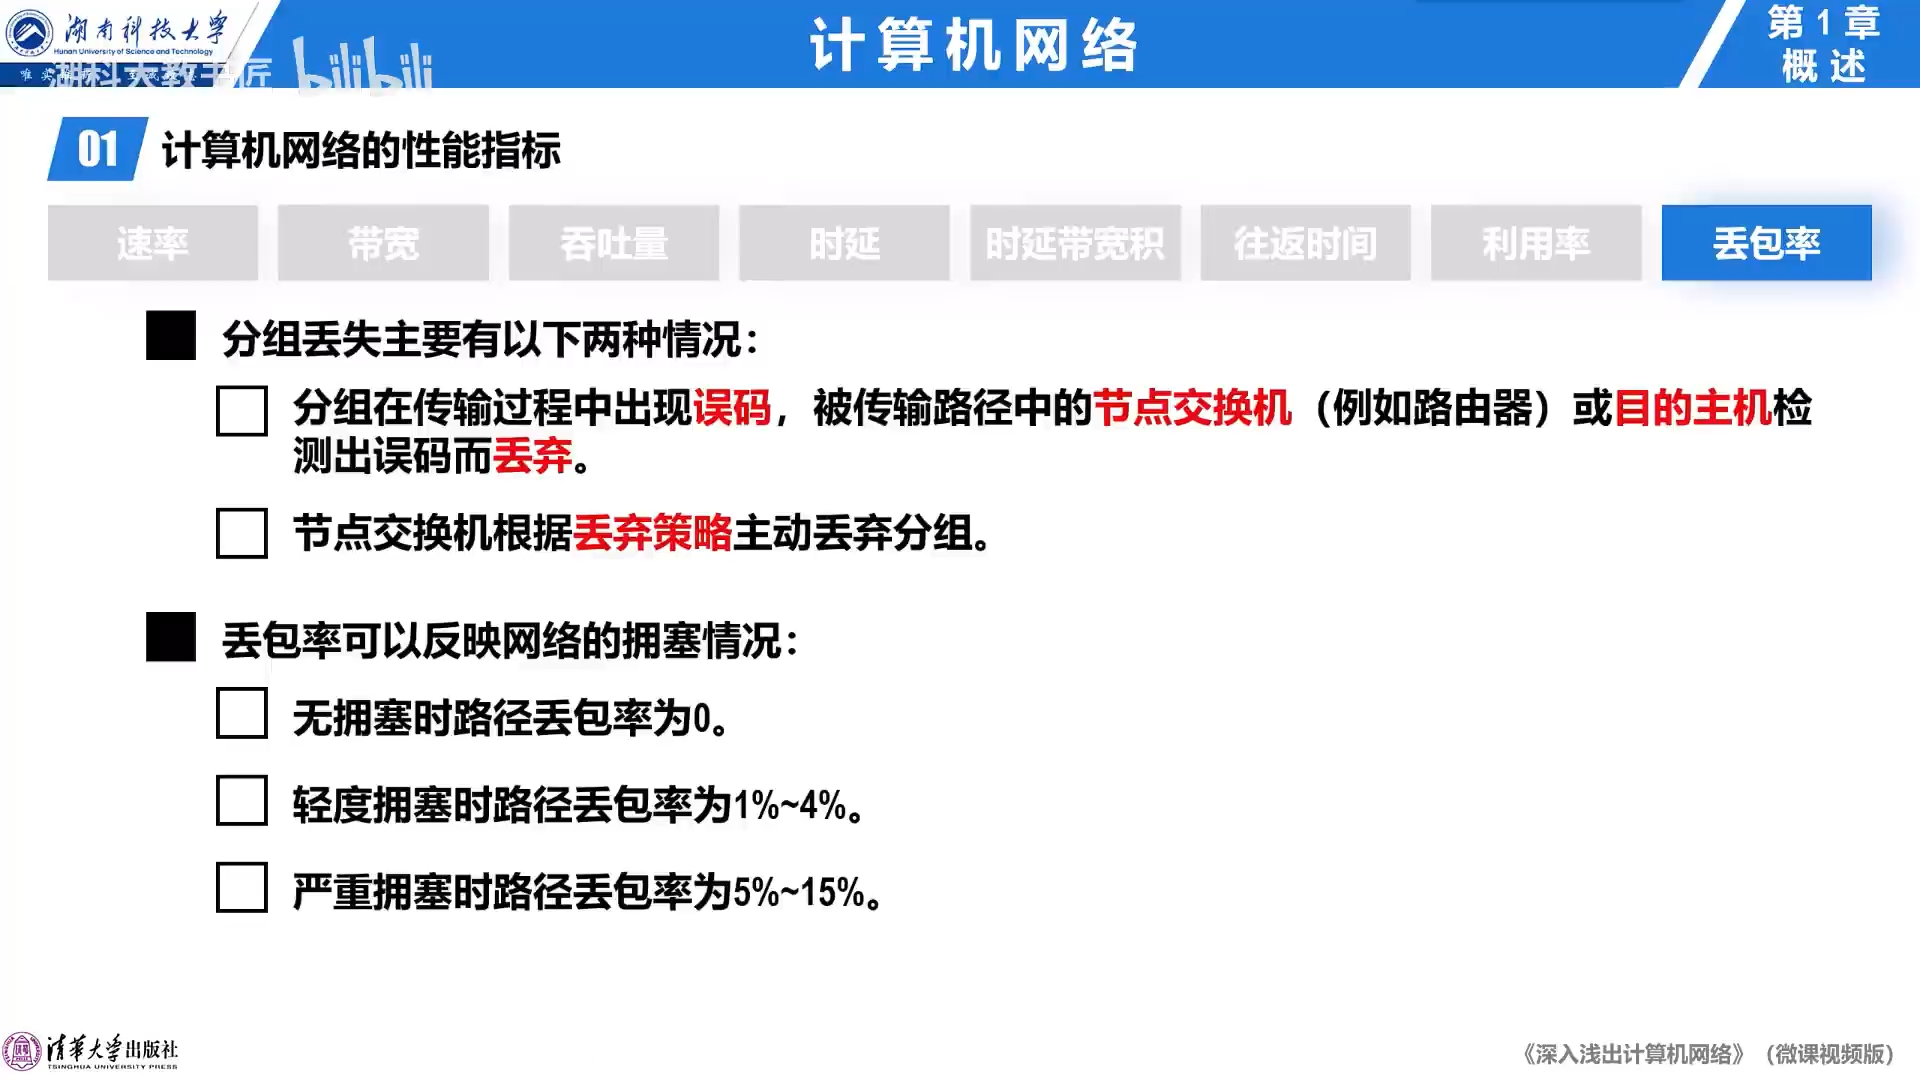 湖南科技大学
Hunan University of Science and Technology
湖科大教书匠
bilibili
计算机网络
第1章
概述
01 计算机网络的性能指标
速率 带宽 吞吐量 时延 时延带宽积 往返时间 利用率 丢包率
分组丢失主要有以下两种情况：
分组在传输过程中出现误码，被传输路径中的节点交换机（例如路由器）或目的主机检
测出误码而丢弃。
节点交换机根据丢弃策略主动丢弃分组。
丢包率可以反映网络的拥塞情况：
无拥塞时路径丢包率为0。
轻度拥塞时路径丢包率为1%~4%。
严重拥塞时路径丢包率为5%~15%。
清华大学出版社
TSINGHUA UNIVERSITY PRESS
《深入浅出计算机网络》（微课视频版）